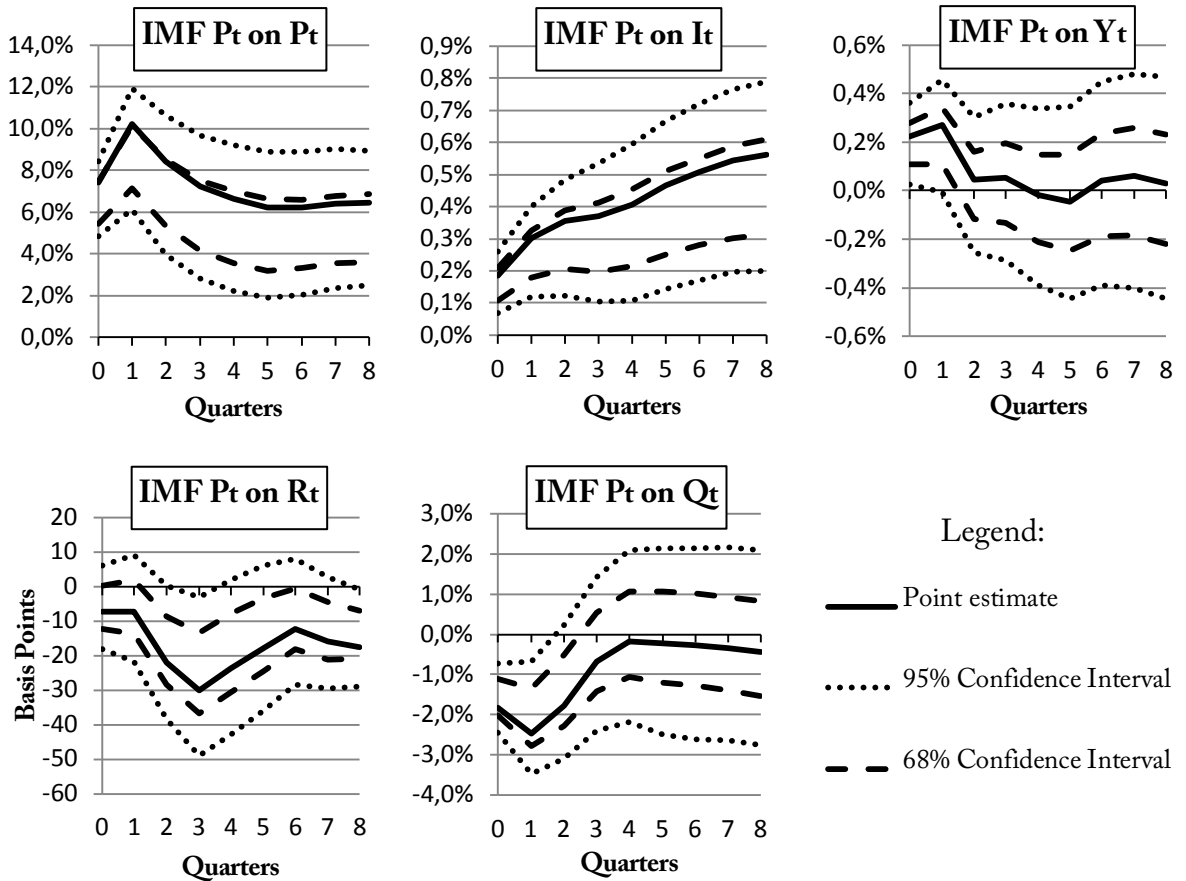 IMF Pt on Pt
14,0%
12,0%
10,0%
8,0%
6,0%
4,0%
2,0%
0,0%
0 1 2 3 4 5 6 7 8
Quarters
IMF Pt on It
0,9%
0,8%
0,7%
0,6%
0,5%
0,4%
0,3%
0,2%
0,1%
0,0%
0 1 2 3 4 5 6 7 8
Quarters
IMF Pt on Yt
0,6%
0,4%
0,2%
0,0%
-0,2%
-0,4%
-0,6%
0 1 2 3 4 5 6 7 8
Quarters
IMF Pt on Rt
Basis Points
20
10
0
-10
-20
-30
-40
-50
-60
0 1 2 3 4 5 6 7 8
Quarters
IMF Pt on Qt
3,0%
2,0%
1,0%
0,0%
-1,0%
-2,0%
-3,0%
-4,0%
0 1 2 3 4 5 6 7 8
Quarters
Legend:
Point estimate
95% Confidence Interval
68% Confidence Interval